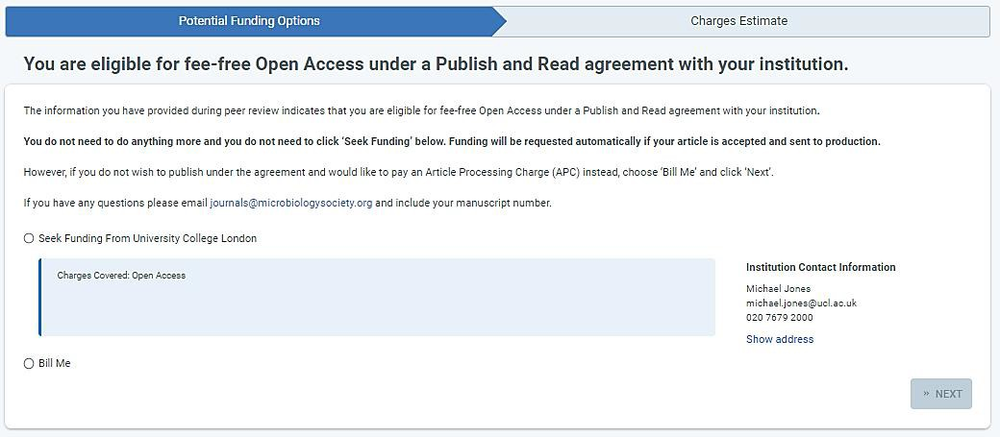 Potential Funding Options
Charges Estimate
You are eligible for fee-free Open Access under a Publish and Read agreement with your institution.
The information you have provided during peer review indicates that you are eligible for fee-free Open Access under a Publish and Read agreement with your institution.
You do not need to do anything more and you do not need to click ‘Seek Funding’ below. Funding will be requested automatically if your article is accepted and sent to production.
However, if you do not wish to publish under the agreement and would like to pay an Article Processing Charge (APC) instead, choose ‘Bill Me’ and click ‘Next’.
If you have any questions please email journals@microbiologysociety.org and include your manuscript number.
Seek Funding From University College London
Charges Covered: Open Access
Institution Contact Information
Michael Jones
michael.jones@ucl.ac.uk
020 7679 2000
Show address
Bill Me
» NEXT